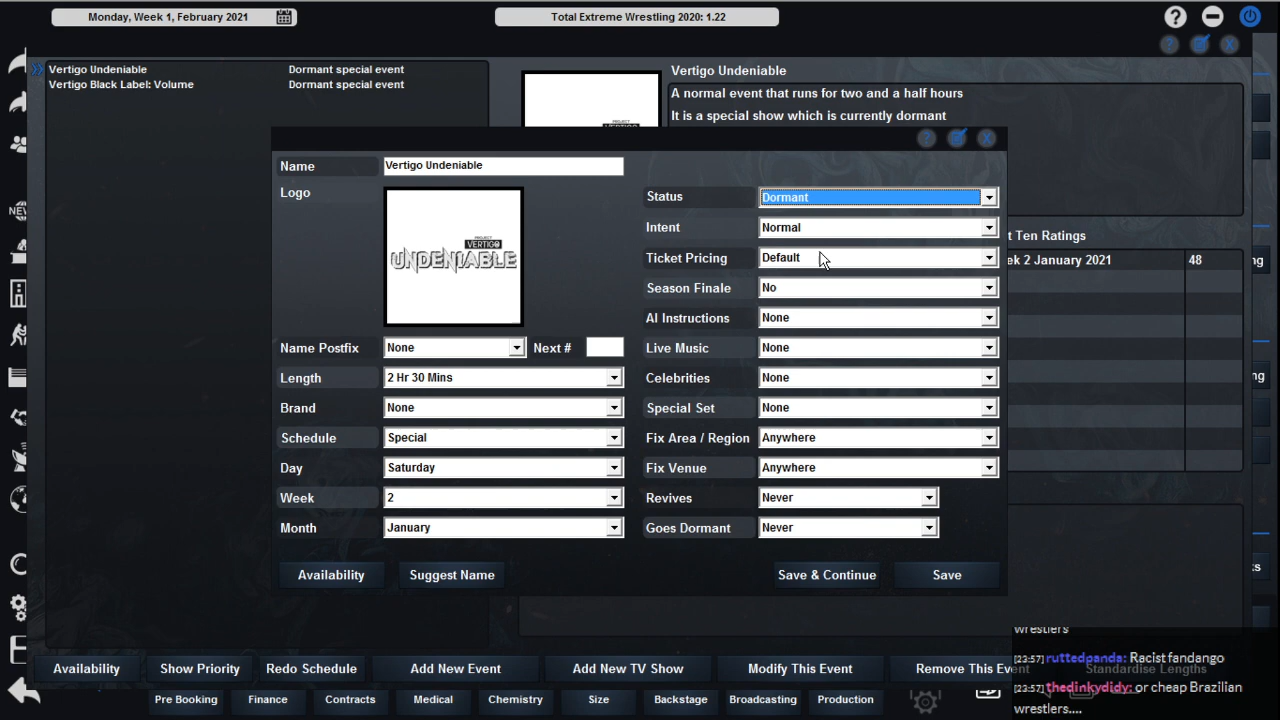 Monday, Week 1, February 2021
Total Extreme Wrestling 2020: 1.22
Vertigo Undeniable Dormant special event
Vertigo Black Label: Volume Dormant special event
Vertigo Undeniable
A normal event that runs for two and a half hours
It is a special show which is currently dormant
Name Vertigo Undeniable
Logo
PROJECT
VERTIGO
UNDENIABLE
Status Dormant
Intent Normal
Ticket Pricing Default
Season Finale No
AI Instructions None
Name Postfix None Next #
Live Music None
Length 2 Hr 30 Mins
Celebrities None
Brand None
Special Set None
Schedule Special
Fix Area / Region Anywhere
Day Saturday
Fix Venue Anywhere
Week 2
Revives Never
Month January
Goes Dormant Never
Availability Suggest Name Save & Continue Save
t Ten Ratings
ek 2 January 2021 48
NEW
ng
ng
ks
wrestlers
[23:57] ruttedpanda: Racist fandango
[23:57] thedinkydidy: or cheap Brazilian
wrestlers....
Availability Show Priority Redo Schedule Add New Event Add New TV Show Modify This Event Remove This Eve Standardise Lengths
Pre Booking Finance Contracts Medical Chemistry Size Backstage Broadcasting Production